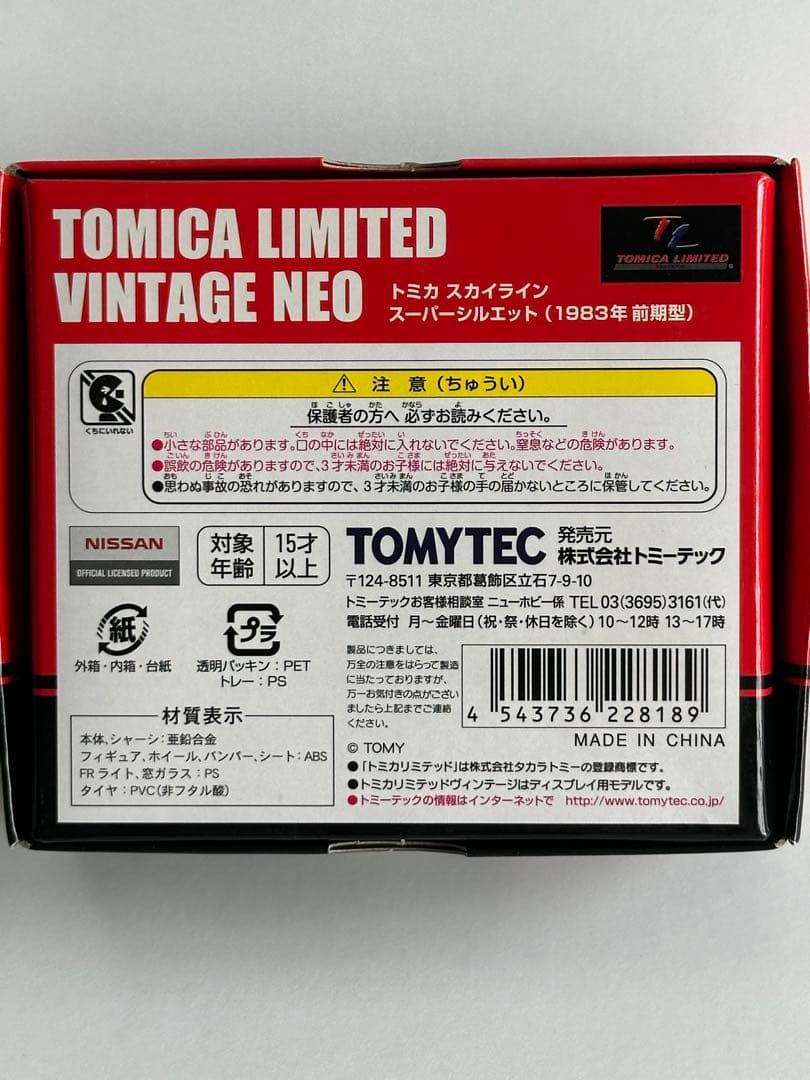 TOMICA LIMITED
VINTAGE NEO
トミカ スカイライン
スーパーシルエット(1983年 前期型)
TL
TOMICA LIMITED
くちにいれない
⚠ 注 意(ちゅうい)
保護者の方へ 必ずお読みください。
●小さな部品があります。口の中には絶対に入れないでください。窒息などの危険があります。
●誤飲の危険がありますので、3才未満のお子様には絶対に与えないでください。
●思わぬ事故の恐れがありますので、3才未満のお子様の手の届かないところに保管してください。
NISSAN
OFFICIAL LICENSED PRODUCT
対象年齢 15才以上
TOMYTEC 発売元 株式会社トミーテック
〒124-8511 東京都葛飾区立石7-9-10
トミーテックお客様相談室 ニューホビー係 TEL 03(3695)3161(代)
電話受付 月~金曜日(祝・祭・休日を除く)10~12時 13~17時
紙
外箱・内箱・台紙
プラ
透明パッキン:PET
トレー:PS
材質表示
本体、シャーシ:亜鉛合金
フィギュア、ホイール、バンパー、シート:ABS
FRライト、窓ガラス:PS
タイヤ:PVC(非フタル酸)
製品につきましては、
万全の注意をはらって製造
に当たっておりますが、
万一お気付きの点がござい
ましたら上記までご連絡
ください。
4 543736 228189
MADE IN CHINA
© TOMY
●「トミカリミテッド」は株式会社タカラトミーの登録商標です。
●トミカリミテッドヴィンテージはディスプレイ用モデルです。
●トミーテックの情報はインターネットで http://www.tomytec.co.jp/